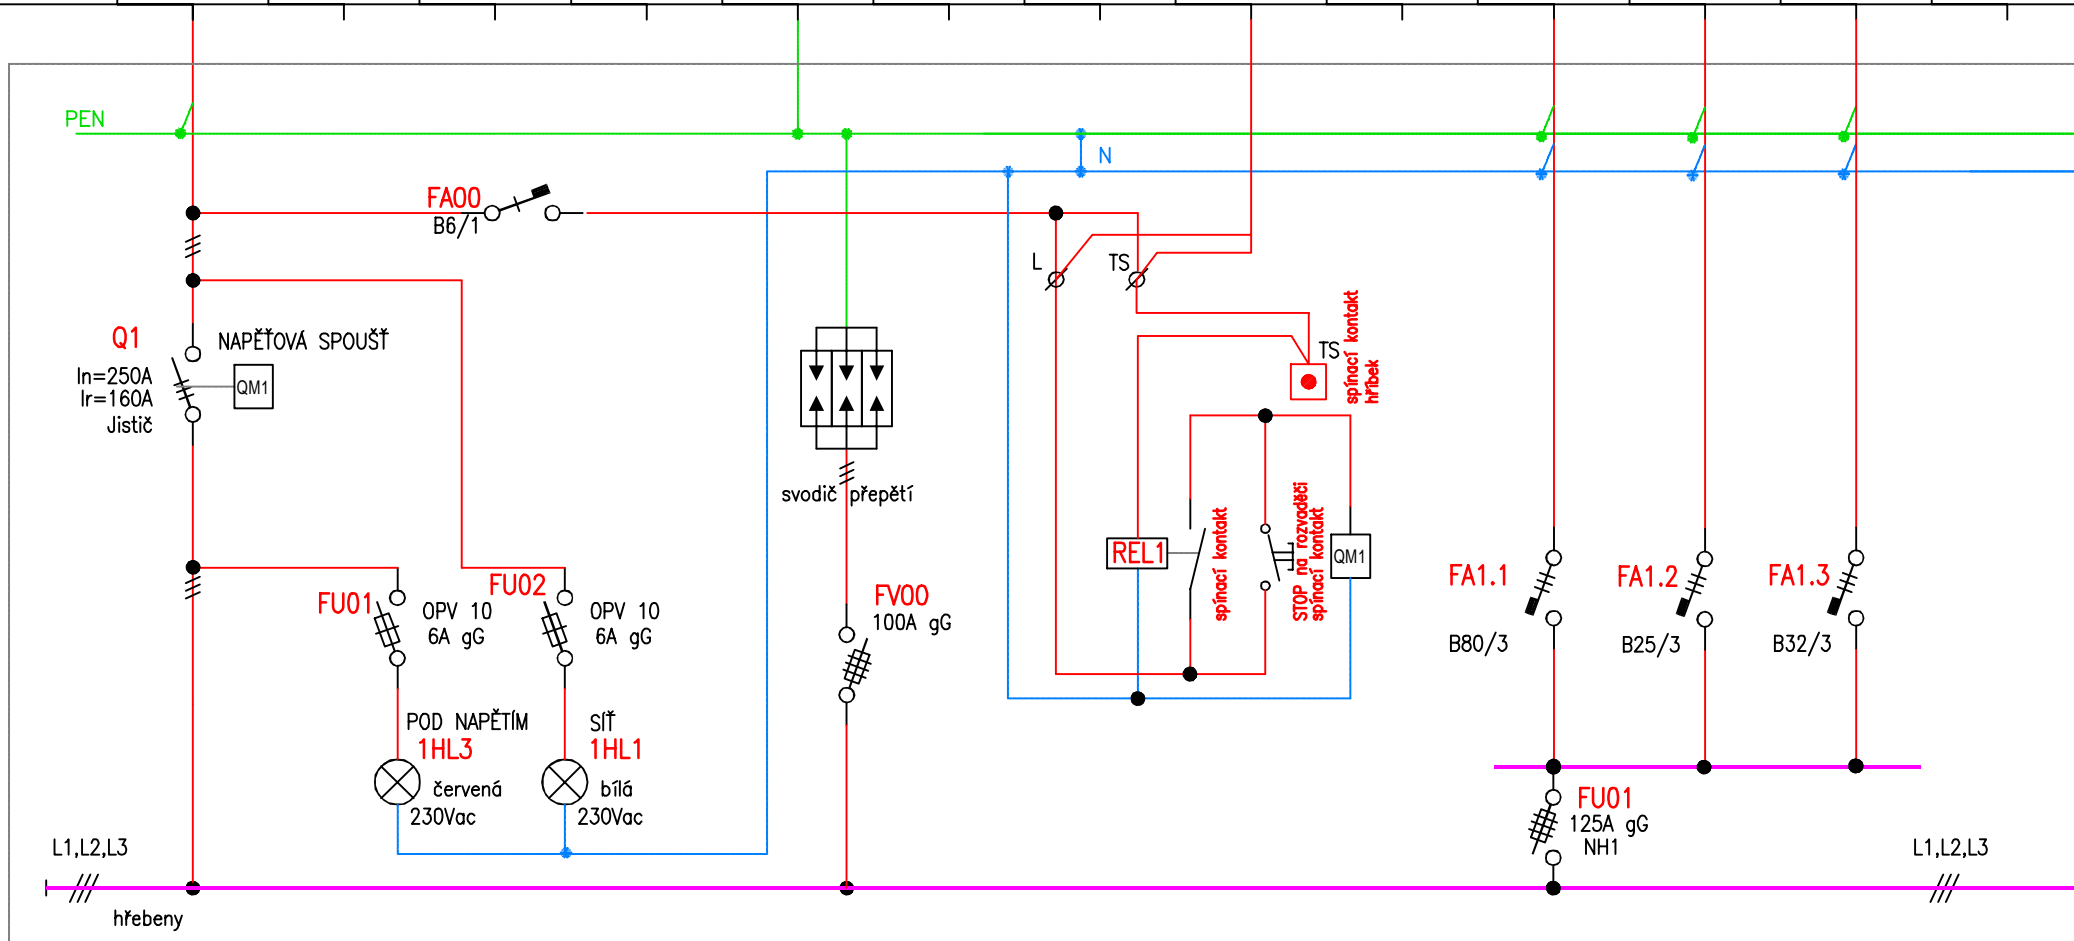 PEN
N
FA00
B6/1
L
TS
Q1
NAPĚŤOVÁ SPOUŠŤ
In=250A
Ir=160A
Jistič
QM1
TS
spínací kontakt
hříbek
svodič přepětí
REL1
spínací kontakt
STOP na rozvaděči
spínací kontakt
QM1
FU01
OPV 10
6A gG
FU02
OPV 10
6A gG
FV00
100A gG
FA1.1
B80/3
FA1.2
B25/3
FA1.3
B32/3
POD NAPĚTÍM
1HL3
červená
230Vac
SÍŤ
1HL1
bílá
230Vac
FU01
125A gG
NH1
L1,L2,L3
L1,L2,L3
hřebeny